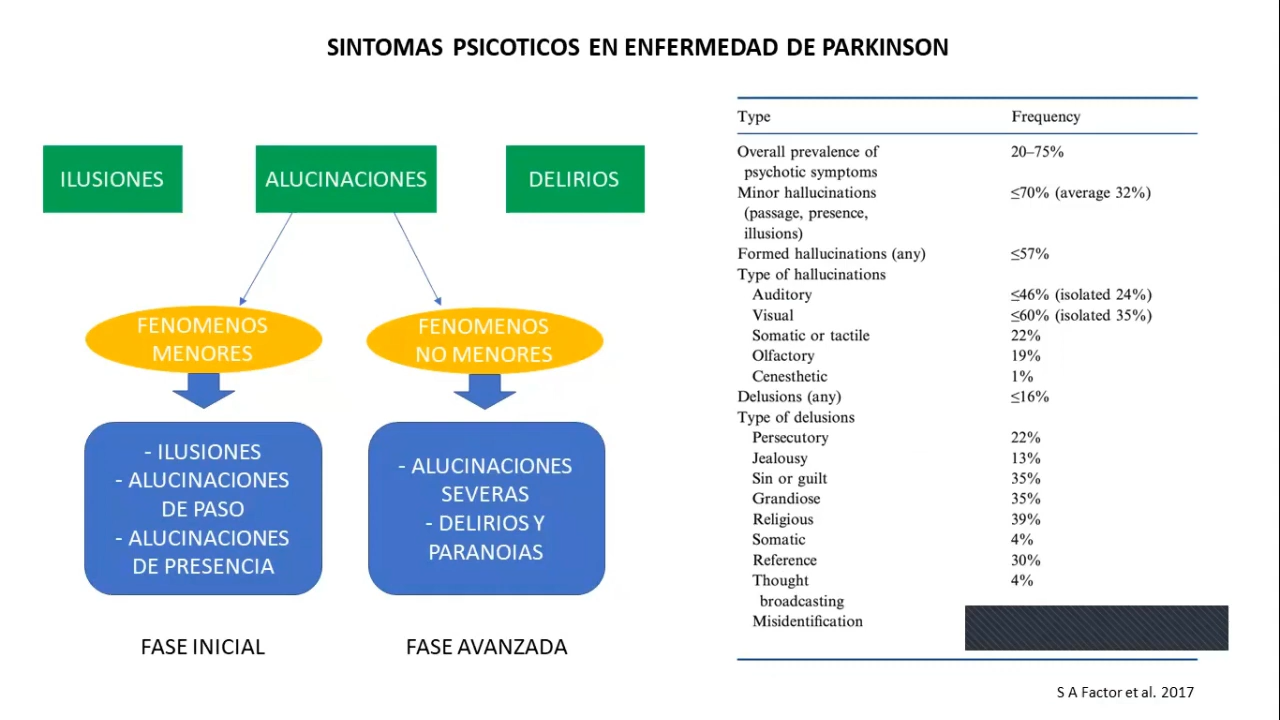 SINTOMAS PSICOTICOS EN ENFERMEDAD DE PARKINSON
ILUSIONES
ALUCINACIONES
DELIRIOS
FENOMENOS
MENORES
FENOMENOS
NO MENORES
- ILUSIONES
- ALUCINACIONES
DE PASO
- ALUCINACIONES
DE PRESENCIA
- ALUCINACIONES
SEVERAS
- DELIRIOS Y
PARANOIAS
FASE INICIAL
FASE AVANZADA
Type Frequency
Overall prevalence of 20–75%
psychotic symptoms
Minor hallucinations ≤70% (average 32%)
(passage, presence,
illusions)
Formed hallucinations (any) ≤57%
Type of hallucinations
Auditory ≤46% (isolated 24%)
Visual ≤60% (isolated 35%)
Somatic or tactile 22%
Olfactory 19%
Cenesthetic 1%
Delusions (any) ≤16%
Type of delusions
Persecutory 22%
Jealousy 13%
Sin or guilt 35%
Grandiose 35%
Religious 39%
Somatic 4%
Reference 30%
Thought 4%
broadcasting
Misidentification
S A Factor et al. 2017